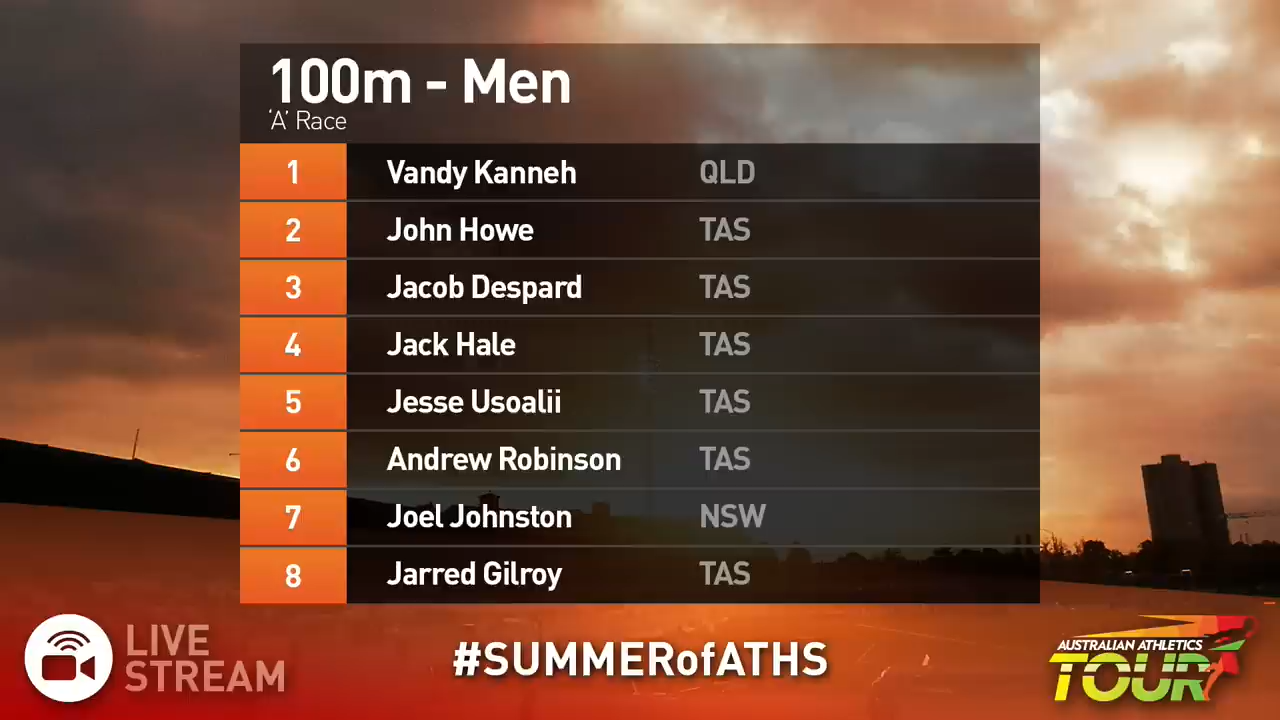 100m - Men
'A' Race
1 Vandy Kanneh QLD
2 John Howe TAS
3 Jacob Despard TAS
4 Jack Hale TAS
5 Jesse Usoalii TAS
6 Andrew Robinson TAS
7 Joel Johnston NSW
8 Jarred Gilroy TAS
LIVE
STREAM
#SUMMERofATHS
AUSTRALIAN ATHLETICS
TOUR